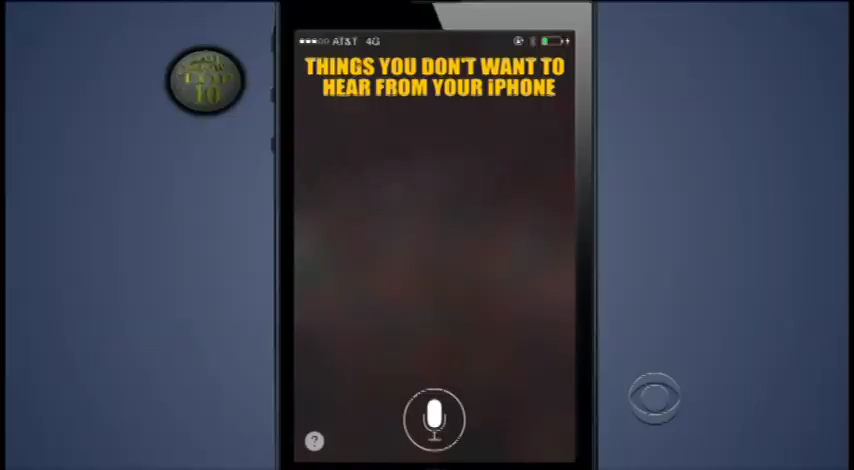 AT&T 4G
THINGS YOU DON'T WANT TO
HEAR FROM YOUR iPHONE
10
?